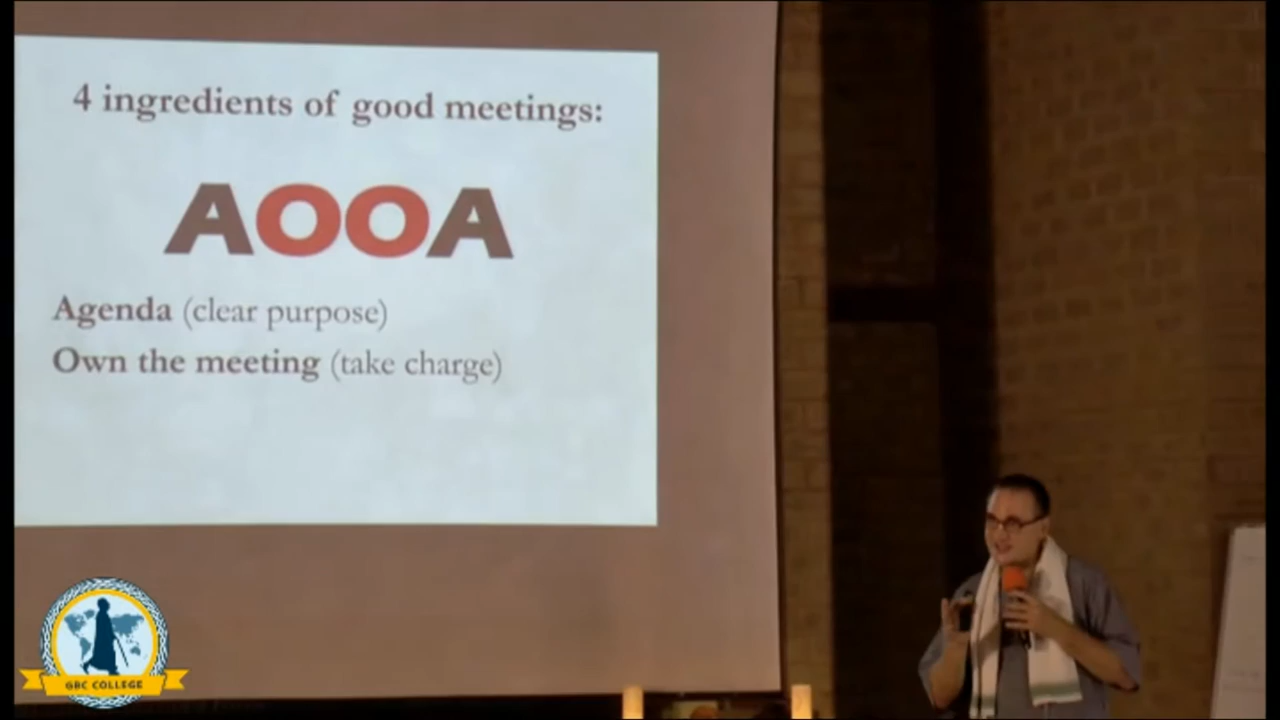 4 ingredients of good meetings:
AOOA
Agenda (clear purpose)
Own the meeting (take charge)
GBC COLLEGE